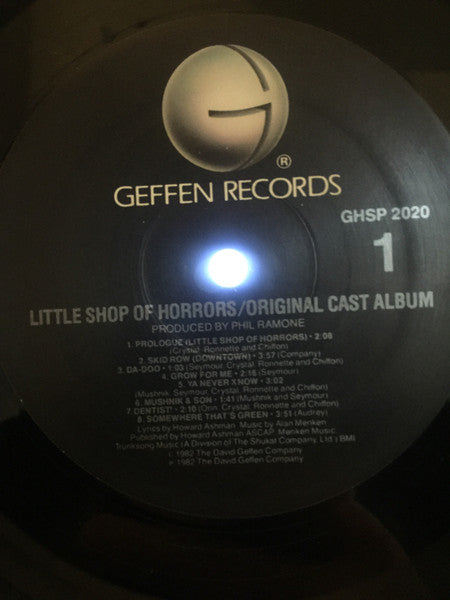 G
®
GEFFEN RECORDS
GHSP 2020
1
LITTLE SHOP OF HORRORS/ORIGINAL CAST ALBUM
PRODUCED BY PHIL RAMONE
1. PROLOGUE (LITTLE SHOP OF HORRORS) • 2:06
(Crystal, Ronnette and Chiffon)
2. SKID ROW (DOWNTOWN) • 3:57 (Company)
3. DA-DOO • 1:03 (Seymour, Crystal, Ronnette and Chiffon)
4. GROW FOR ME • 2:16 (Seymour)
5. YA NEVER KNOW • 3:02
(Mushnik, Seymour, Crystal, Ronnette and Chiffon)
6. MUSHNIK & SON • 1:41 (Mushnik and Seymour)
7. DENTIST! • 2:10 (Orin, Crystal, Ronnette and Chiffon)
8. SOMEWHERE THAT'S GREEN • 3:51 (Audrey)
Lyrics by Howard Ashman Music by Alan Menken
Published by Howard Ashman ASCAP, Menken Music,
Trunksong Music (A Division of The Shukat Company, Ltd.) BMI
© 1982 The David Geffen Company
℗ 1982 The David Geffen Company